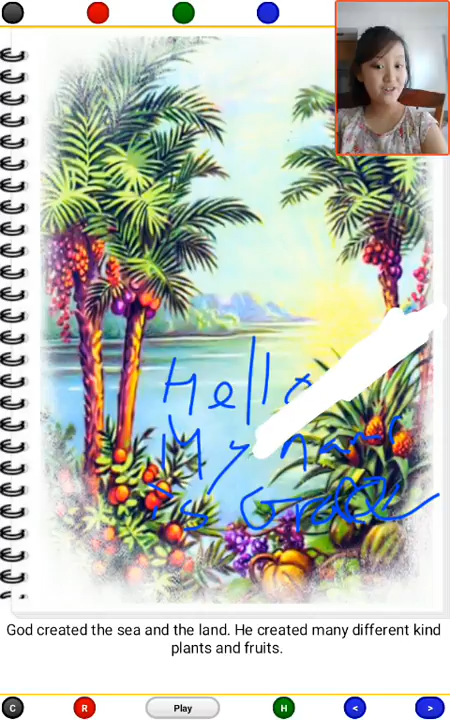 Hello
My name
is Grace
God created the sea and the land. He created many different kind
plants and fruits.
C
R
Play
H
<
>